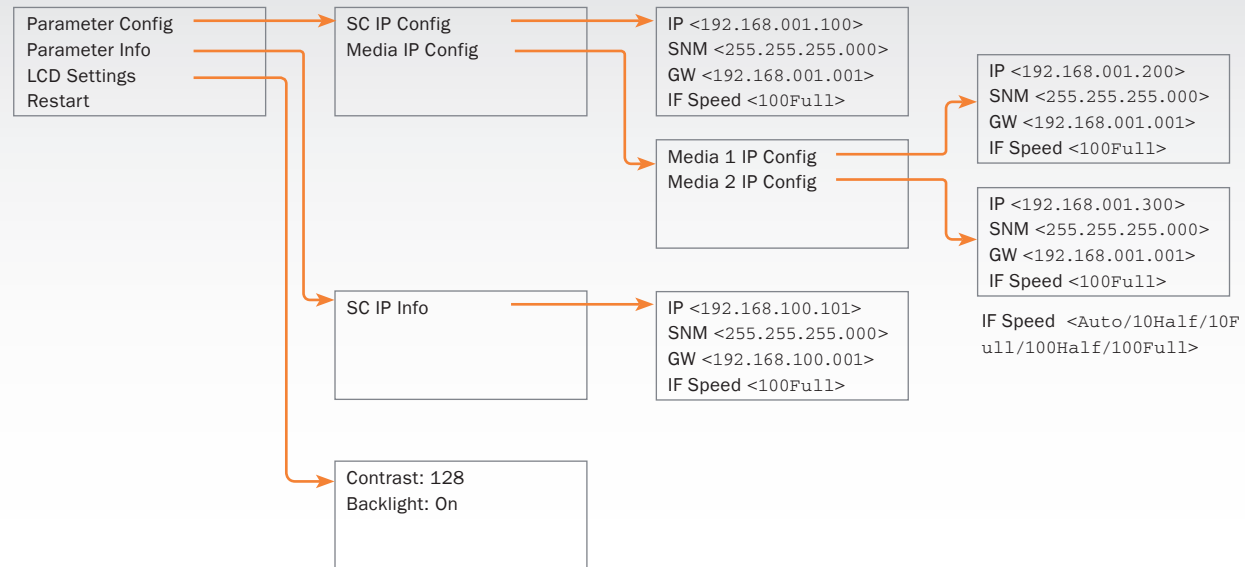 Parameter Config
Parameter Info
LCD Settings
Restart
SC IP Config
Media IP Config
IP <192.168.001.100>
SNM <255.255.255.000>
GW <192.168.001.001>
IF Speed <100Full>
Media 1 IP Config
Media 2 IP Config
IP <192.168.001.200>
SNM <255.255.255.000>
GW <192.168.001.001>
IF Speed <100Full>
IP <192.168.001.300>
SNM <255.255.255.000>
GW <192.168.001.001>
IF Speed <100Full>
IF Speed <Auto/10Half/10F
ull/100Half/100Full>
SC IP Info
IP <192.168.100.101>
SNM <255.255.255.000>
GW <192.168.100.001>
IF Speed <100Full>
Contrast: 128
Backlight: On